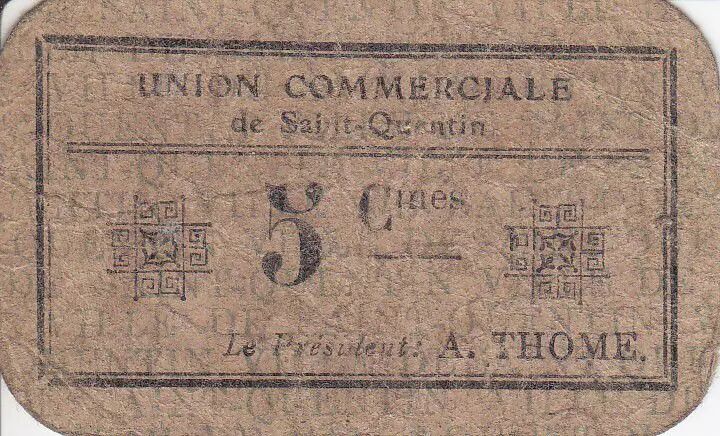 UNION COMMERCIALE
de Saint-Quentin
5 Cmes
Le Président: A. THOME.